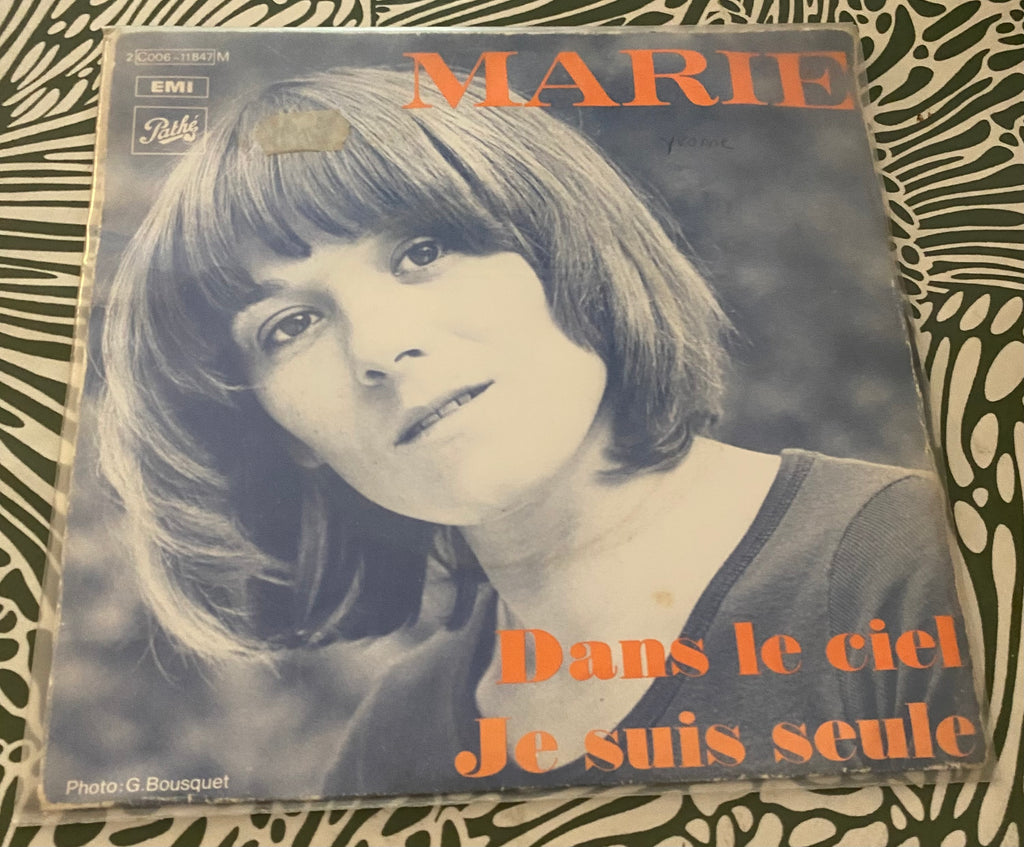 2 C006-11847 M
EMI
Pathé
MARIE
Yvonne
Dans le ciel
Je suis seule
Photo: G. Bousquet